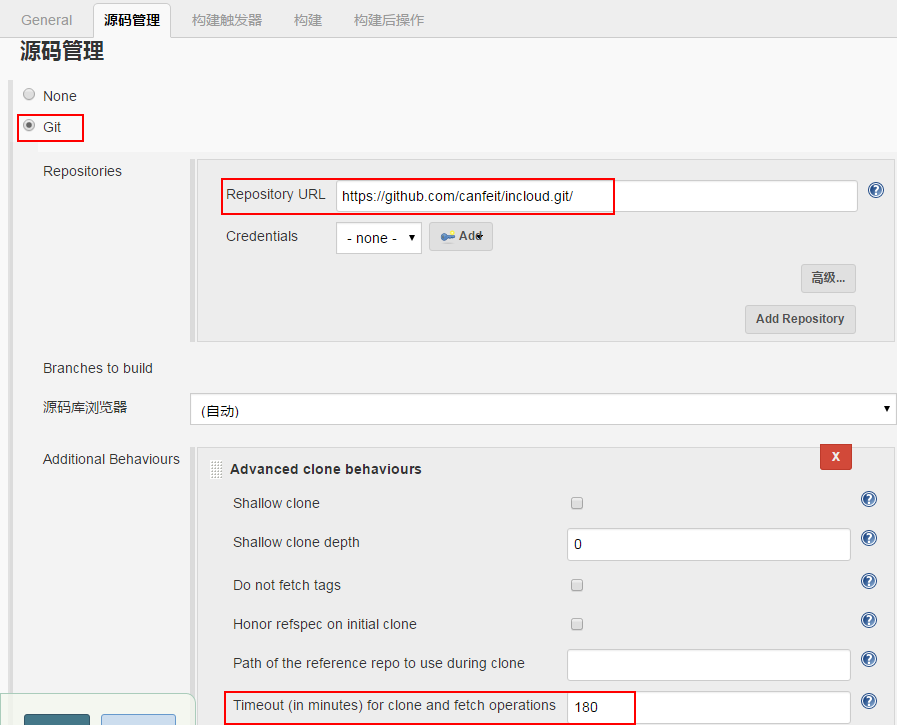 General 源码管理 构建触发器 构建 构建后操作
源码管理
None
Git
Repositories
Repository URL https://github.com/canfeit/incloud.git/
Credentials - none - Add
高级...
Add Repository
Branches to build
源码库浏览器 (自动)
Additional Behaviours
Advanced clone behaviours X
Shallow clone
Shallow clone depth 0
Do not fetch tags
Honor refspec on initial clone
Path of the reference repo to use during clone
Timeout (in minutes) for clone and fetch operations 180